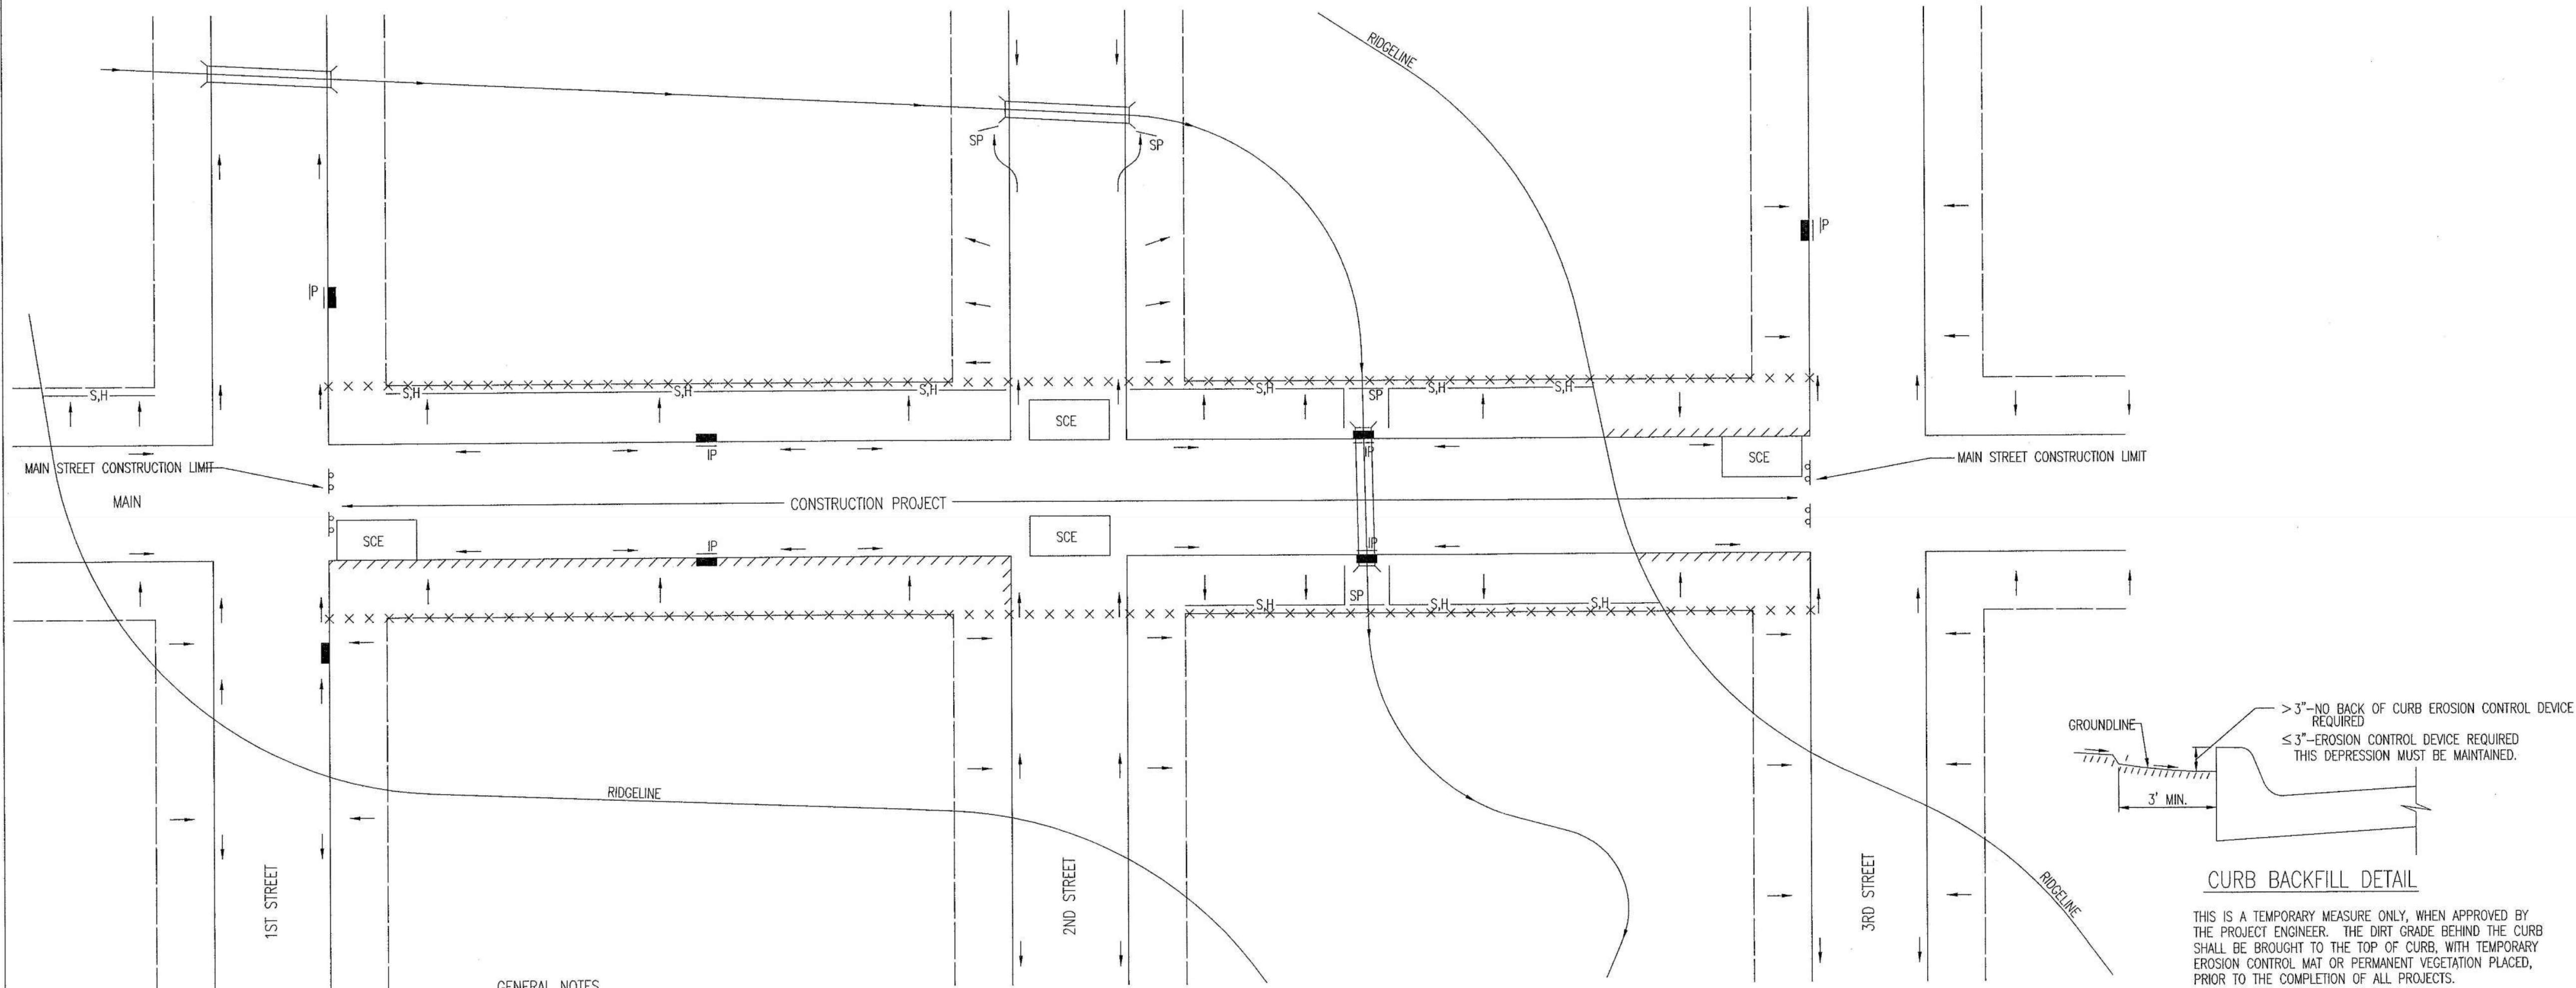 RIDGELINE
SP
SP
IP
IP
S,H
S,H
S,H
S,H
S,H
SP
S,H
S,H
SCE
MAIN STREET CONSTRUCTION LIMIT
IP
IP
SCE
MAIN STREET CONSTRUCTION LIMIT
MAIN
CONSTRUCTION PROJECT
SCE
IP
SCE
IP
S,H
SP
S,H
S,H
RIDGELINE
1ST STREET
2ND STREET
3RD STREET
RIDGELINE
GROUNDLINE
>3"-NO BACK OF CURB EROSION CONTROL DEVICE
REQUIRED
≤3"-EROSION CONTROL DEVICE REQUIRED
THIS DEPRESSION MUST BE MAINTAINED.
3' MIN.
CURB BACKFILL DETAIL
THIS IS A TEMPORARY MEASURE ONLY, WHEN APPROVED BY
THE PROJECT ENGINEER. THE DIRT GRADE BEHIND THE CURB
SHALL BE BROUGHT TO THE TOP OF CURB, WITH TEMPORARY
EROSION CONTROL MAT OR PERMANENT VEGETATION PLACED,
PRIOR TO THE COMPLETION OF ALL PROJECTS.
GENERAL NOTES